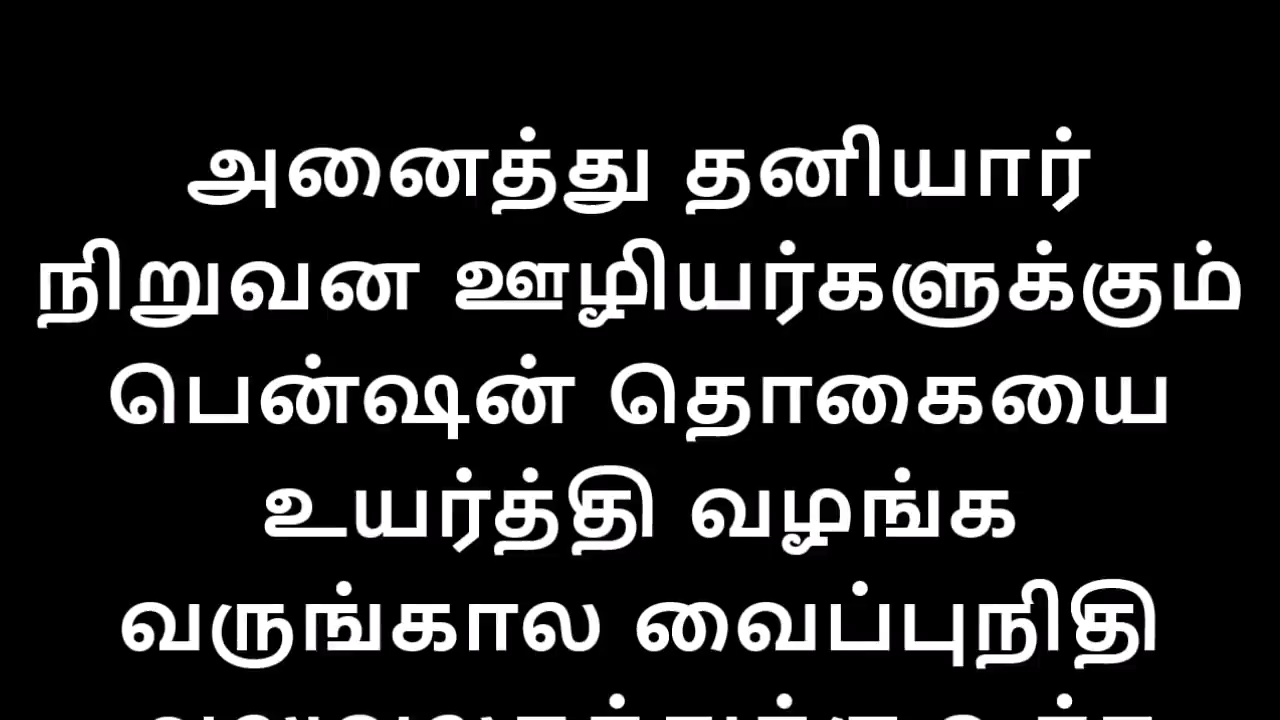 அனைத்து தனியார்
நிறுவன ஊழியர்களுக்கும்
பென்ஷன் தொகையை
உயர்த்தி வழங்க
வருங்கால வைப்புநிதி